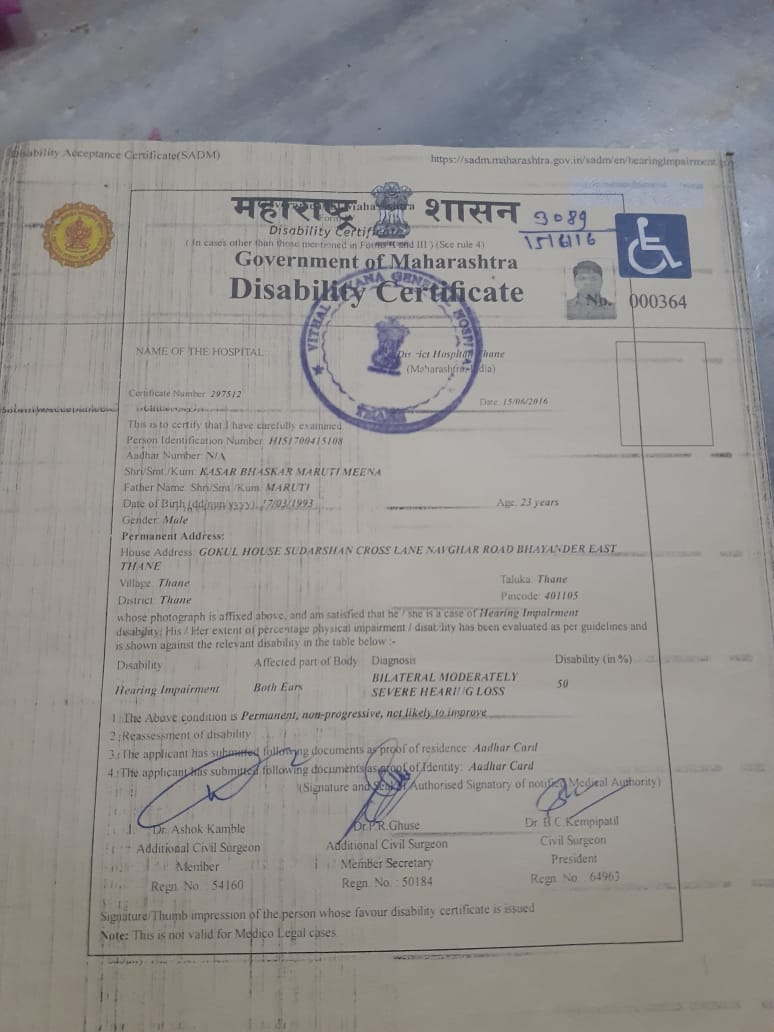 Disability Acceptance Certificate(SADM)
https://sadm.maharashtra.gov.in/sadm/en/hearingImpairment
महाराष्ट्र शासन
3089
15/6/16
Disability Certificate
( In cases other than those mentioned in Forms II and III ) (See rule 4)
Government of Maharashtra
Disability Certificate
No. 000364
VITHAL SAYANA GENERAL HOSPITAL
THANE
NAME OF THE HOSPITAL
District Hospital Thane
(Maharashtra, India)
Certificate Number 297512
Date: 15/06/2016
This is to certify that I have carefully examined
Person Identification Number HI51700415108
Aadhar Number: N/A
Shri/Smt./Kum: KASAR BHASKAR MARUTI MEENA
Father Name: Shri/Smt./Kum: MARUTI
Date of Birth (dd/mm/yyyy) 17/03/1993
Age: 23 years
Gender: Male
Permanent Address:
House Address: GOKUL HOUSE SUDARSHAN CROSS LANE NAVGHAR ROAD BHAYANDER EAST
THANE
Village: Thane
Taluka: Thane
District: Thane
Pincode: 401105
whose photograph is affixed above, and am satisfied that he / she is a case of Hearing Impairment
disability; His / Her extent of percentage physical impairment / disability has been evaluated as per guidelines and
is shown against the relevant disability in the table below :-
Disability Affected part of Body Diagnosis Disability (in %)
Hearing Impairment Both Ears BILATERAL MODERATELY SEVERE HEARING LOSS 50
1. The Above condition is Permanent, non-progressive, not likely to improve
2. Reassessment of disability
3. The applicant has submitted following documents as proof of residence: Aadhar Card
4. The applicant has submitted following documents as proof of Identity: Aadhar Card
(Signature and Seal of Authorised Signatory of notified Medical Authority)
Dr. Ashok Kamble
Additional Civil Surgeon
Member
Regn. No. 54160
Dr.P.R.Ghuse
Additional Civil Surgeon
Member Secretary
Regn. No. : 50184
Dr. B.C. Kempipatil
Civil Surgeon
President
Regn. No. 64963
Signature/Thumb impression of the person whose favour disability certificate is issued
Note: This is not valid for Medico Legal cases.